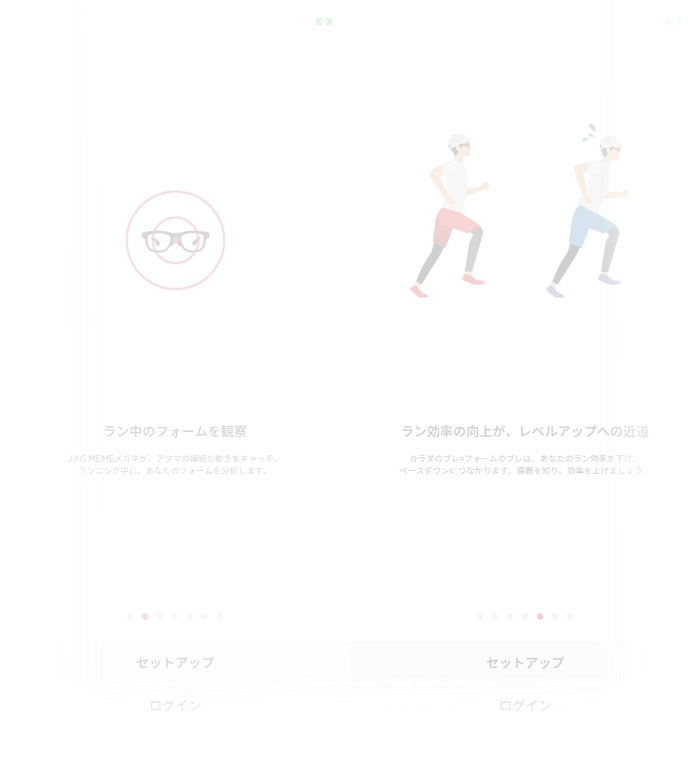 ラン中のフォームを観察
JINS MEMEメガネが、アタマの繊細な動きをキャッチ。
ランニング中に、あなたのフォームを分析します。
セットアップ
ログイン
ラン効率の向上が、レベルアップへの近道
カラダのブレ=フォームのブレは、あなたのラン効率を下げ、
ペースダウンにつながります。課題を知り、効率を上げましょう。
セットアップ
ログイン